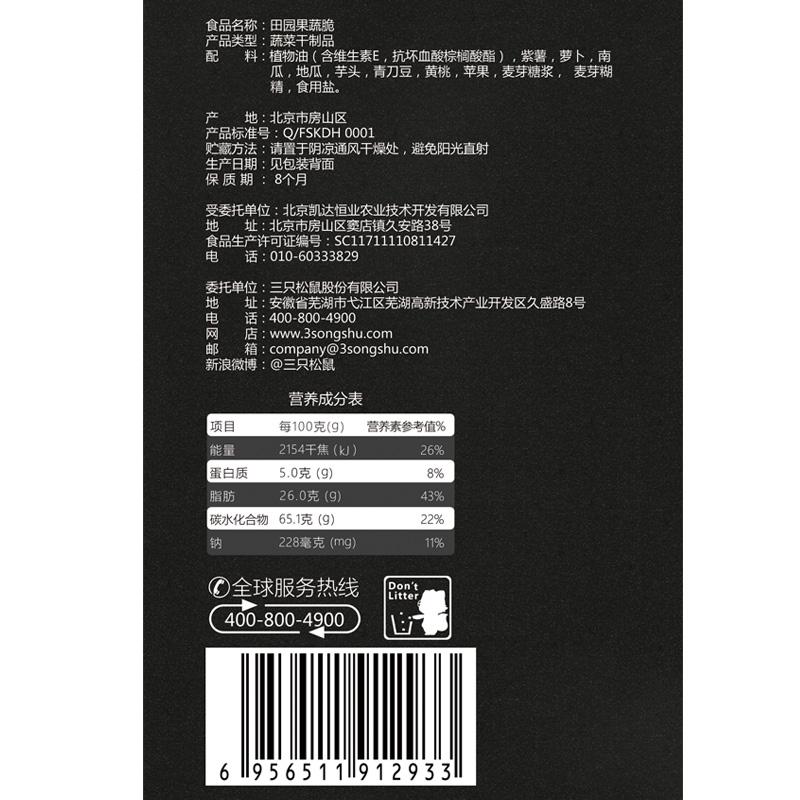 食品名称：田园果蔬脆
产品类型：蔬菜干制品
配 料：植物油（含维生素E，抗坏血酸棕榈酸酯），紫薯，萝卜，南
瓜，地瓜，芋头，青刀豆，黄桃，苹果，麦芽糖浆， 麦芽糊
精，食用盐。
产 地：北京市房山区
产品标准号：Q/FSKDH 0001
贮藏方法：请置于阴凉通风干燥处，避免阳光直射
生产日期：见包装背面
保 质 期 ： 8个月
受委托单位：北京凯达恒业农业技术开发有限公司
地 址：北京市房山区窦店镇久安路38号
食品生产许可证编号：SC11711110811427
电 话：010-60333829
委托单位：三只松鼠股份有限公司
地 址：安徽省芜湖市弋江区芜湖高新技术产业开发区久盛路8号
电 话：400-800-4900
网 店：www.3songshu.com
邮 箱：company@3songshu.com
新浪微博：@三只松鼠
营养成分表
项目 每100克(g) 营养素参考值%
能量 2154千焦（kJ） 26%
蛋白质 5.0克 (g) 8%
脂肪 26.0克 (g) 43%
碳水化合物 65.1克 (g) 22%
钠 228毫克 (mg) 11%
全球服务热线
400-800-4900
Don't
Litter
6 956511 912933